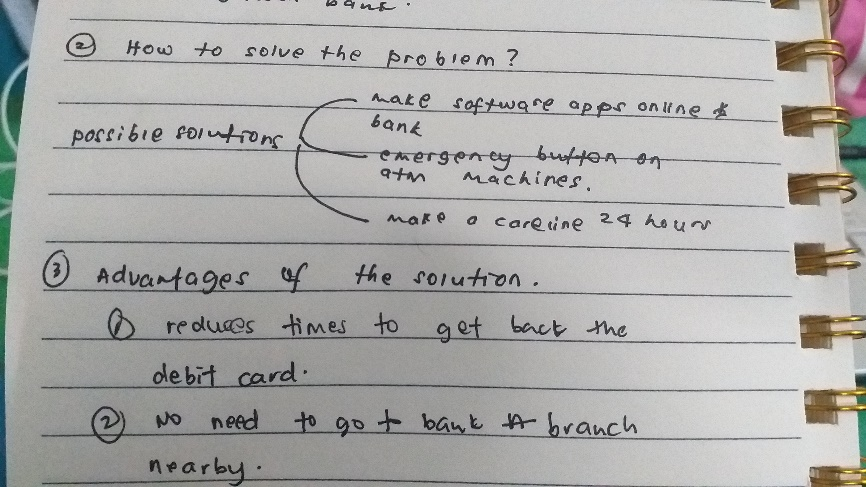 bank.
② How to solve the problem?
make software apps online &
bank
possible solutions
emergency button on
atm machines.
make a careline 24 hours
③ Advantages of the solution.
① reduces times to get back the
debit card.
② No need to go t bank branch
nearby.